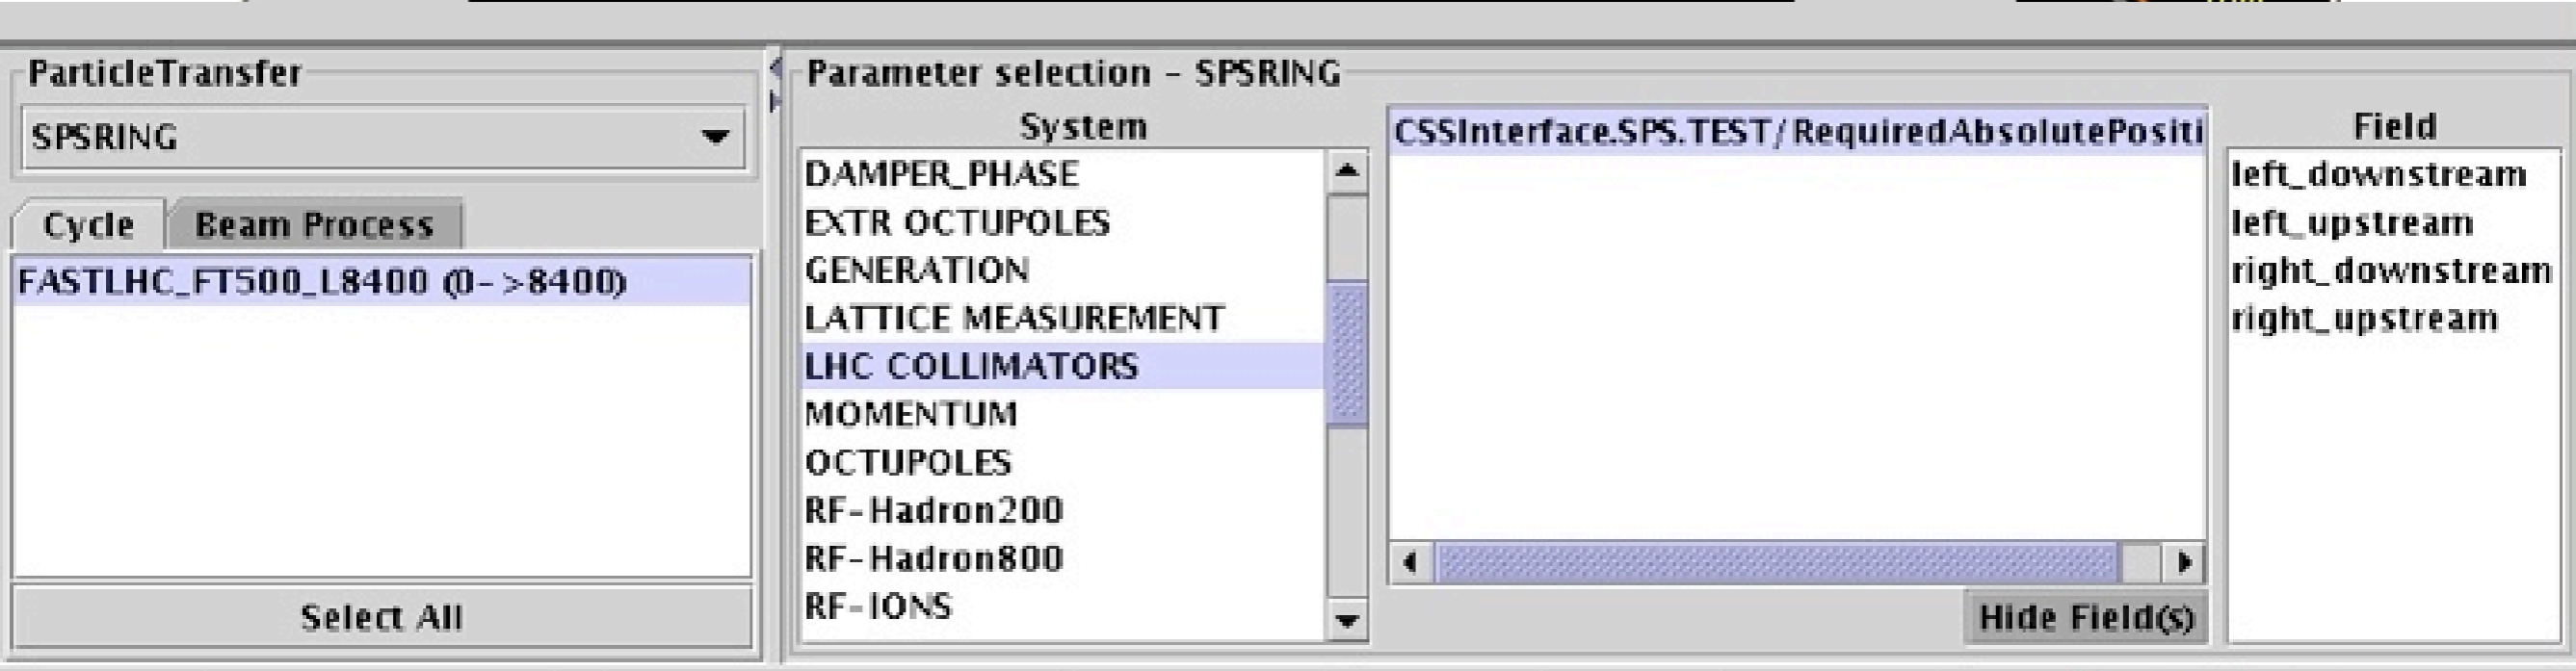 ParticleTransfer
SPSRING
Cycle
Beam Process
FASTLHC_FT500_L8400 (0->8400)
Select All
Parameter selection - SPSRING
System
DAMPER_PHASE
EXTR OCTUPOLES
GENERATION
LATTICE MEASUREMENT
LHC COLLIMATORS
MOMENTUM
OCTUPOLES
RF-Hadron200
RF-Hadron800
RF-IONS
CSSInterface.SPS.TEST/RequiredAbsolutePositi
Hide Field(s)
Field
left_downstream
left_upstream
right_downstream
right_upstream